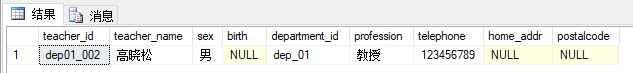 结果 消息
teacher_id teacher_name sex birth department_id profession telephone home_addr postalcode
1 dep01_002 高晓松 男 NULL dep_01 教授 123456789 NULL NULL